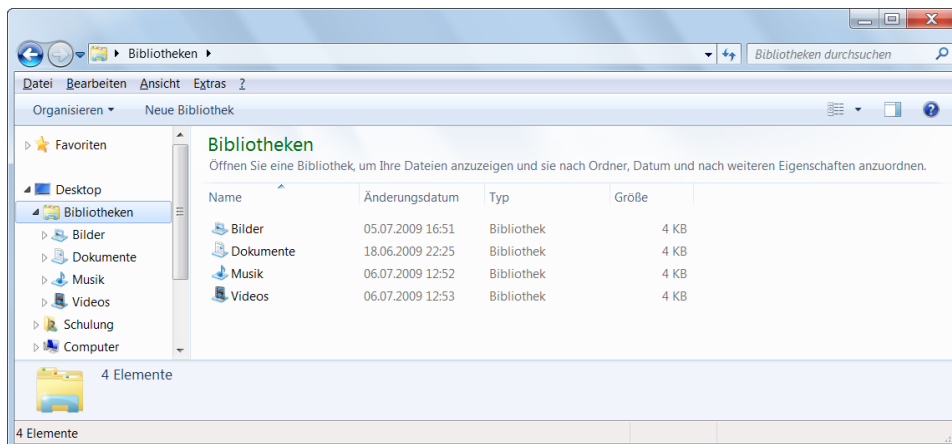 Bibliotheken
Bibliotheken durchsuchen
Datei Bearbeiten Ansicht Extras ?
Organisieren Neue Bibliothek
Favoriten
Desktop
Bibliotheken
Bilder
Dokumente
Musik
Videos
Schulung
Computer
Bibliotheken
Öffnen Sie eine Bibliothek, um Ihre Dateien anzuzeigen und sie nach Ordner, Datum und nach weiteren Eigenschaften anzuordnen.
Name Änderungsdatum Typ Größe
Bilder 05.07.2009 16:51 Bibliothek 4 KB
Dokumente 18.06.2009 22:25 Bibliothek 4 KB
Musik 06.07.2009 12:52 Bibliothek 4 KB
Videos 06.07.2009 12:53 Bibliothek 4 KB
4 Elemente
4 Elemente